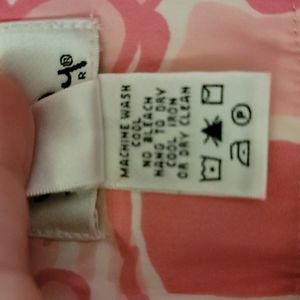 MACHINE WASH
COOL
NO BLEACH
HANG TO DRY
COOL IRON
OR DRY CLEAN
P
y®
R